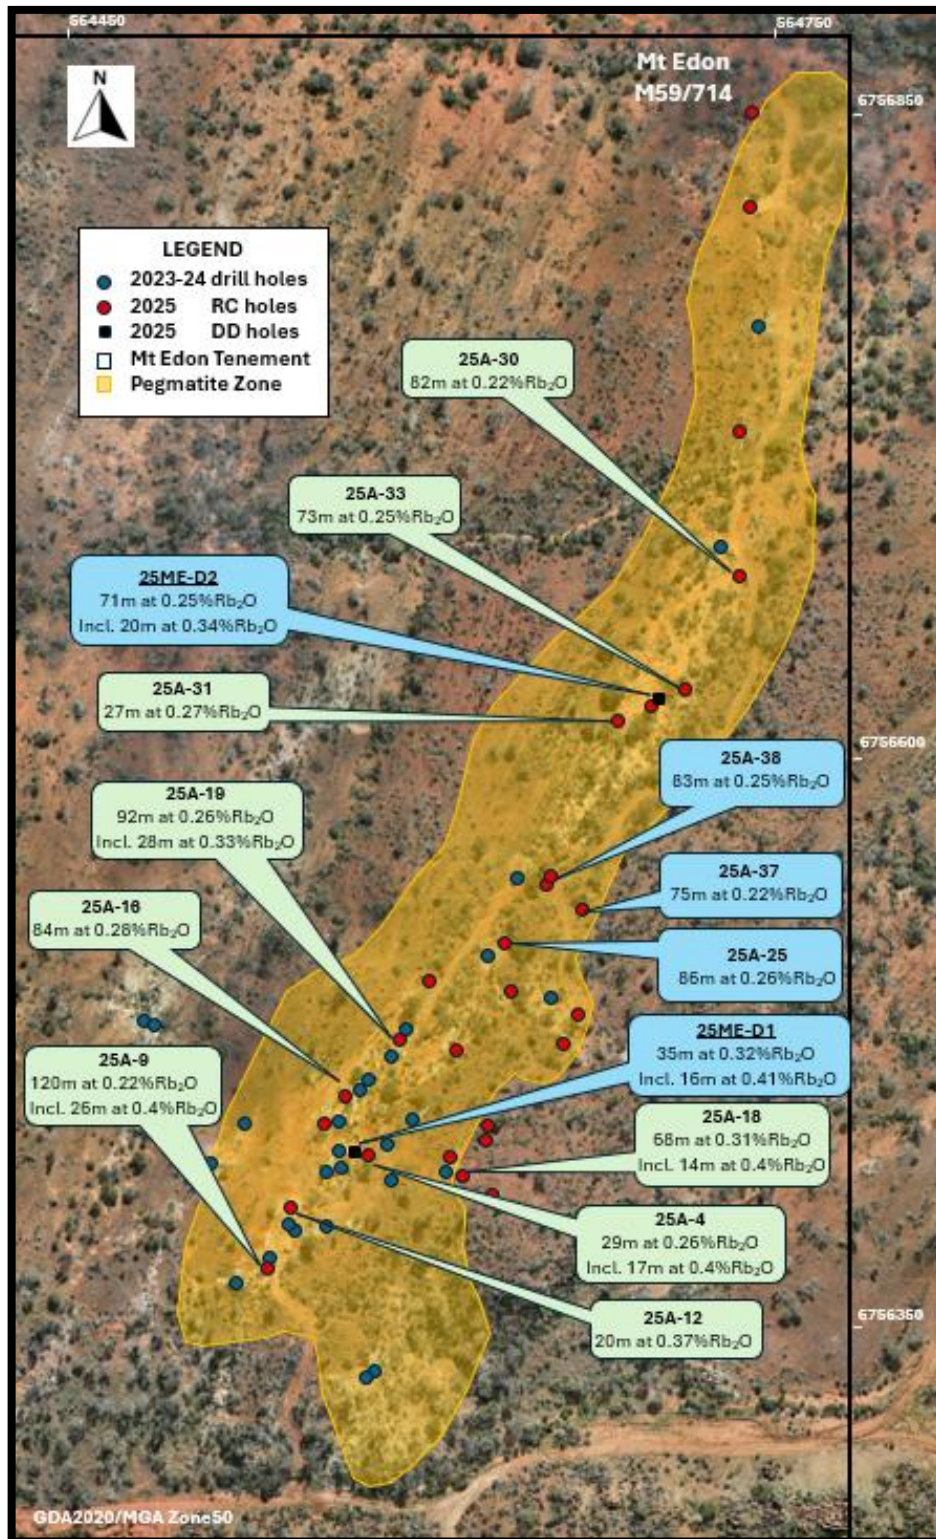 564450
564750
Mt Edon
M59/714
6756850
N
LEGEND
2023-24 drill holes
2025 RC holes
2025 DD holes
Mt Edon Tenement
Pegmatite Zone
25A-30
82m at 0.22%Rb₂O
25A-33
73m at 0.25%Rb₂O
25ME-D2
71m at 0.25%Rb₂O
Incl. 20m at 0.34%Rb₂O
25A-31
27m at 0.27%Rb₂O
6756600
25A-38
83m at 0.25%Rb₂O
25A-19
92m at 0.26%Rb₂O
Incl. 28m at 0.33%Rb₂O
25A-37
75m at 0.22%Rb₂O
25A-16
84m at 0.28%Rb₂O
25A-25
86m at 0.26%Rb₂O
25ME-D1
35m at 0.32%Rb₂O
Incl. 16m at 0.41%Rb₂O
25A-9
120m at 0.22%Rb₂O
Incl. 26m at 0.4%Rb₂O
25A-18
68m at 0.31%Rb₂O
Incl. 14m at 0.4%Rb₂O
25A-4
29m at 0.26%Rb₂O
Incl. 17m at 0.4%Rb₂O
25A-12
20m at 0.37%Rb₂O
6756350
GDA2020/MGA Zone50